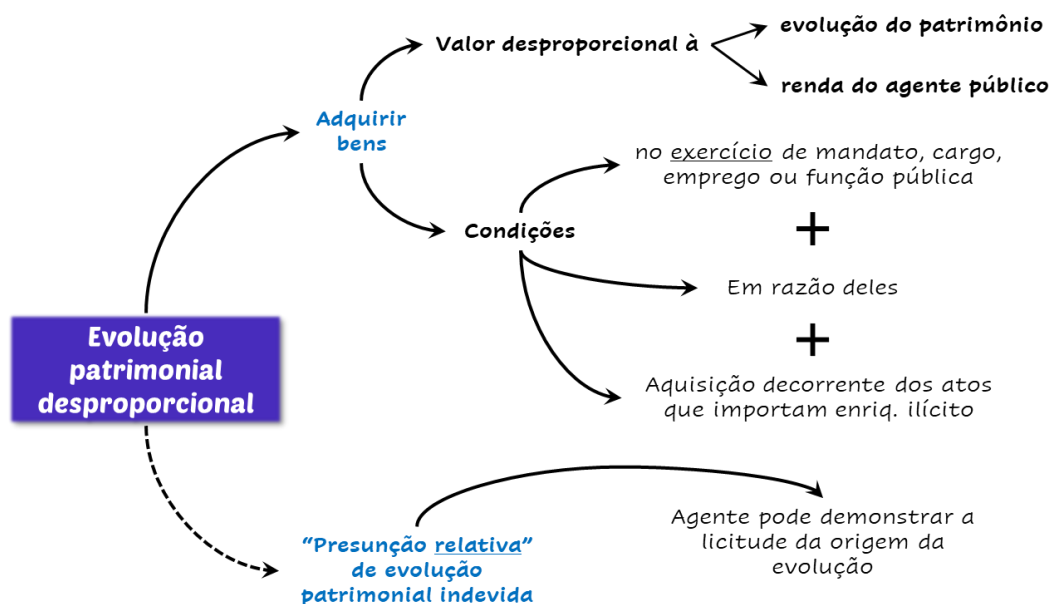 Valor desproporcional à
evolução do patrimônio
renda do agente público
Adquirir
bens
no exercício de mandato, cargo,
emprego ou função pública
+
Condições
Em razão deles
+
Aquisição decorrente dos atos
que importam enriq. ilícito
Evolução
patrimonial
desproporcional
"Presunção relativa"
de evolução
patrimonial indevida
Agente pode demonstrar a
licitude da origem da
evolução